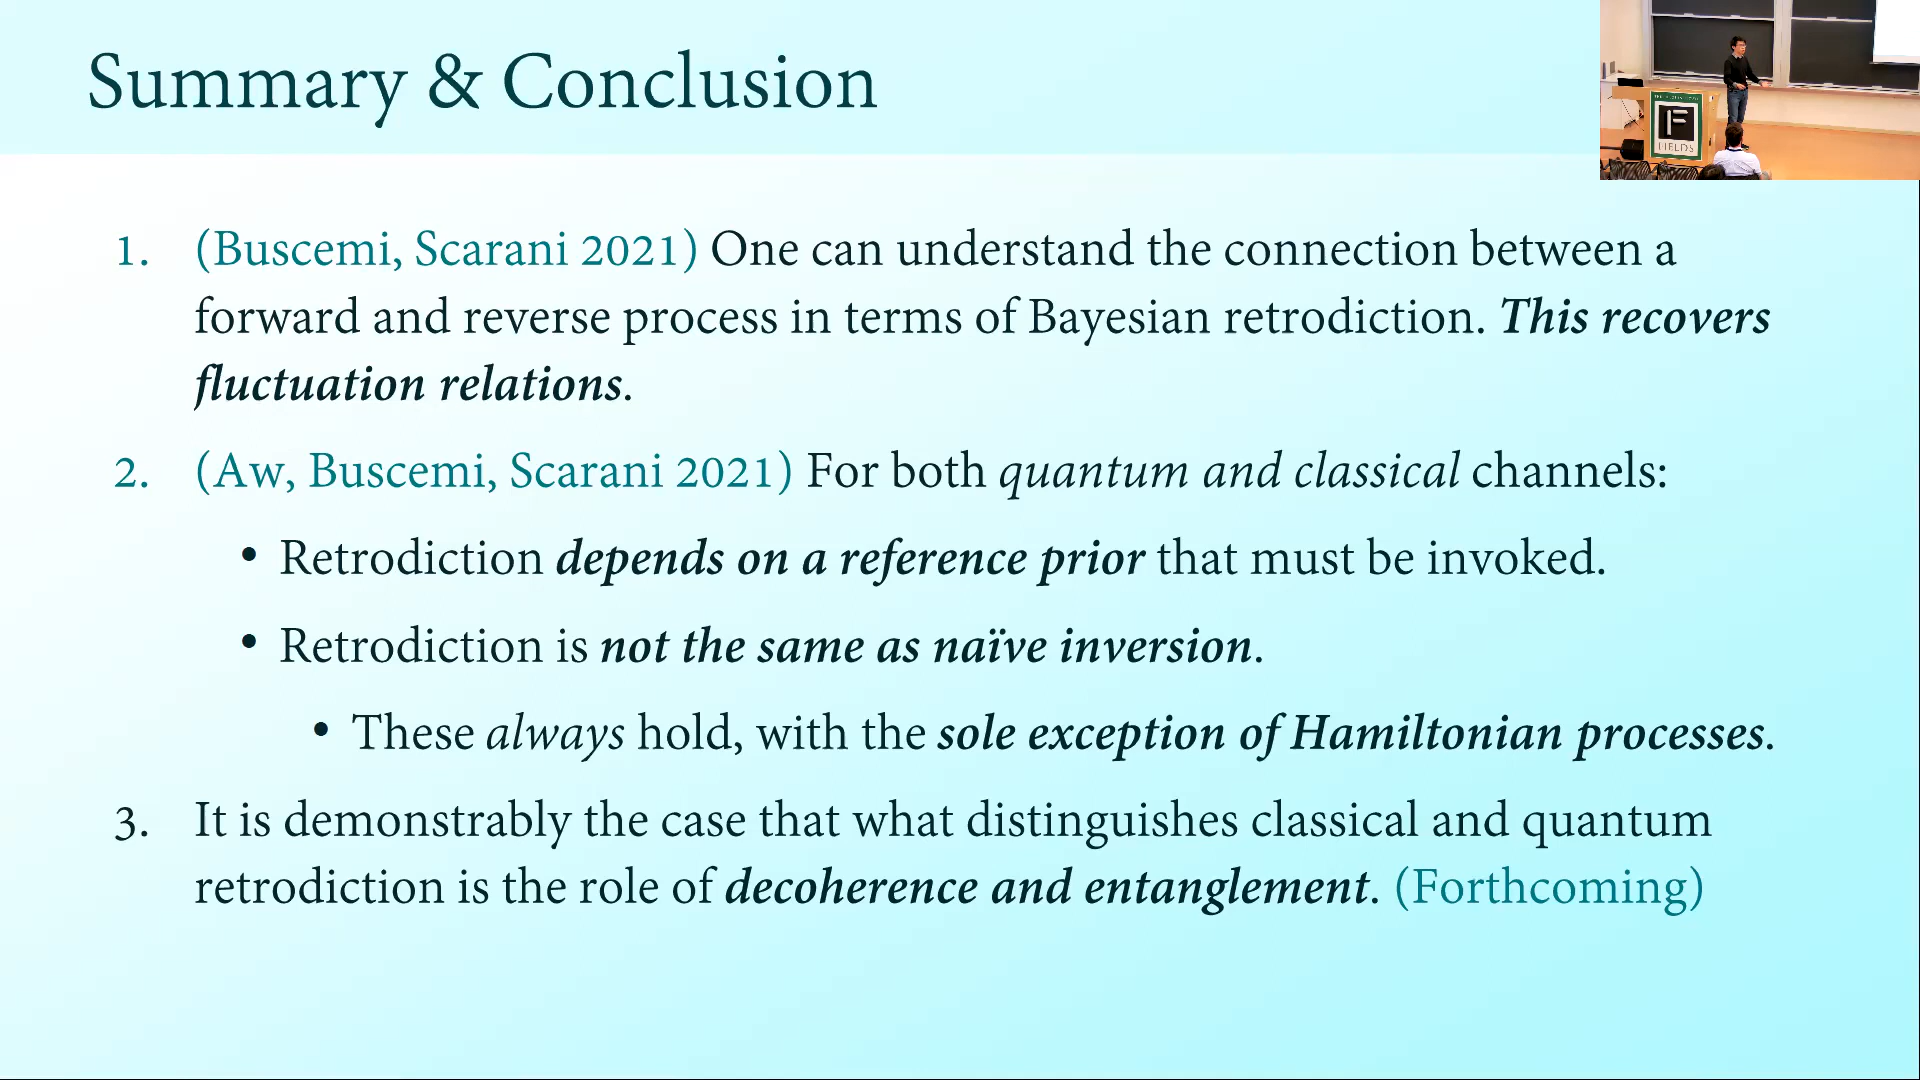 Summary & Conclusion
1. (Buscemi, Scarani 2021) One can understand the connection between a
forward and reverse process in terms of Bayesian retrodiction. This recovers
fluctuation relations.
2. (Aw, Buscemi, Scarani 2021) For both quantum and classical channels:
• Retrodiction depends on a reference prior that must be invoked.
• Retrodiction is not the same as naïve inversion.
• These always hold, with the sole exception of Hamiltonian processes.
3. It is demonstrably the case that what distinguishes classical and quantum
retrodiction is the role of decoherence and entanglement. (Forthcoming)
F
FIELDS